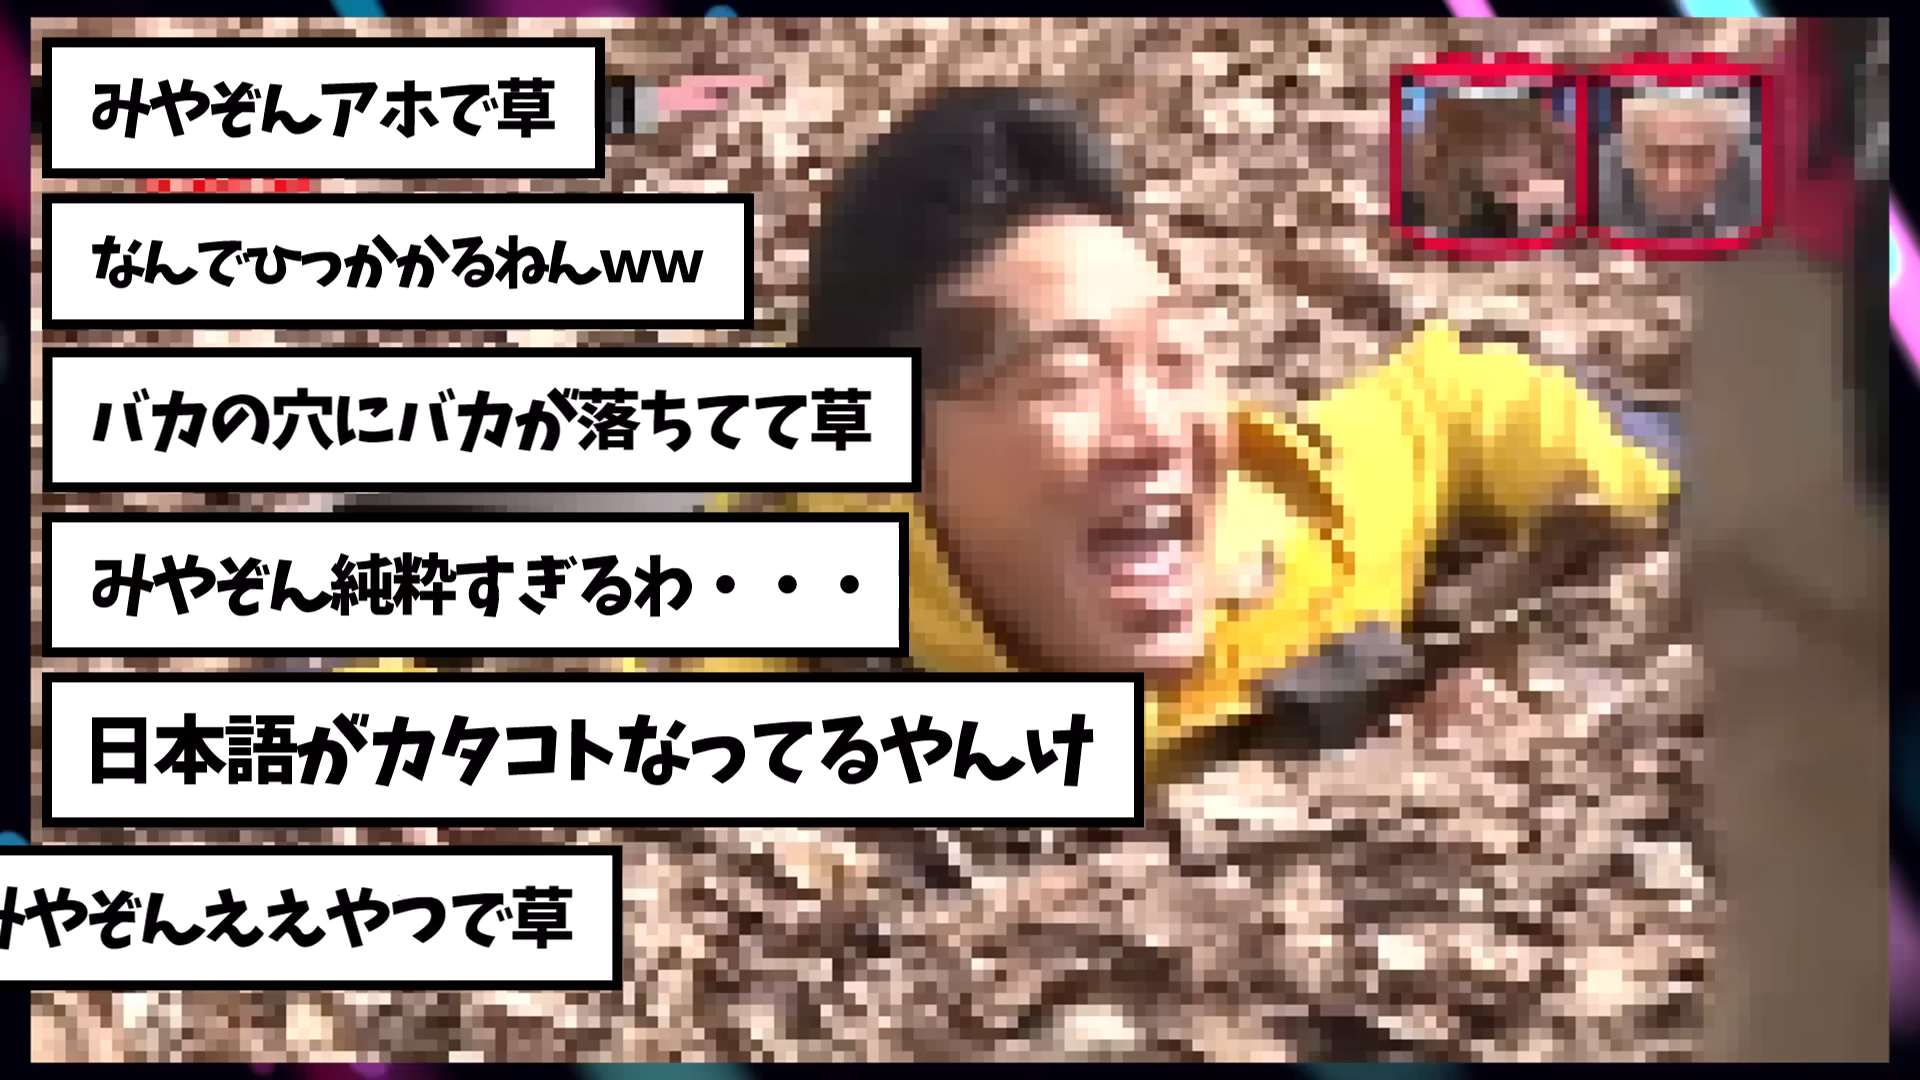 みやぞんアホで草
なんでひっかかるねんww
バカの穴にバカが落ちてて草
みやぞん純粋すぎるわ・・・
日本語がカタコトなってるやんけ
みやぞんええやつで草